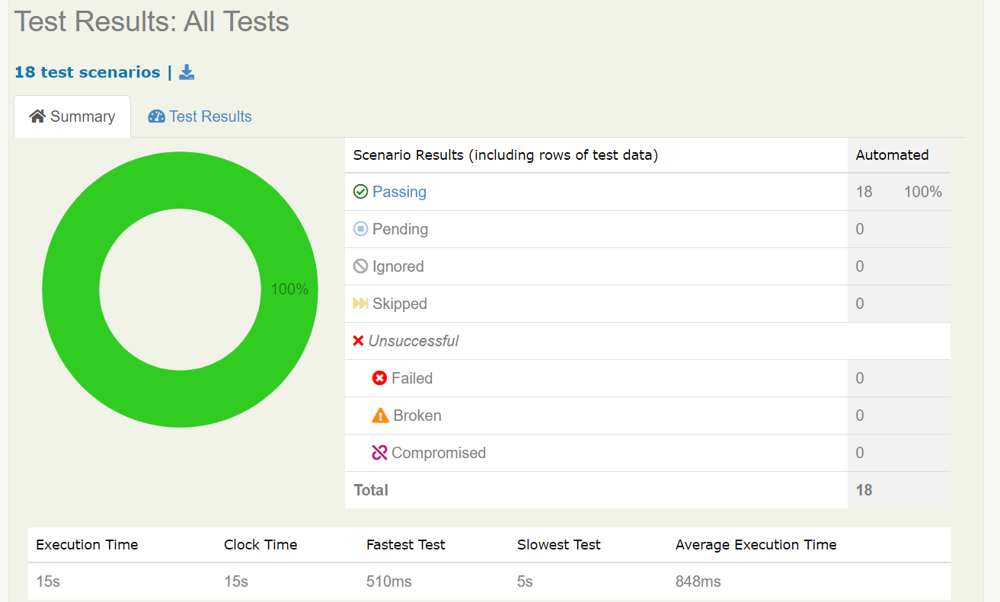 Test Results: All Tests
18 test scenarios |
Summary Test Results
Scenario Results (including rows of test data) Automated
Passing 18 100%
Pending 0
Ignored 0
100%
Skipped 0
Unsuccessful
Failed 0
Broken 0
Compromised 0
Total 18
Execution Time Clock Time Fastest Test Slowest Test Average Execution Time
15s 15s 510ms 5s 848ms